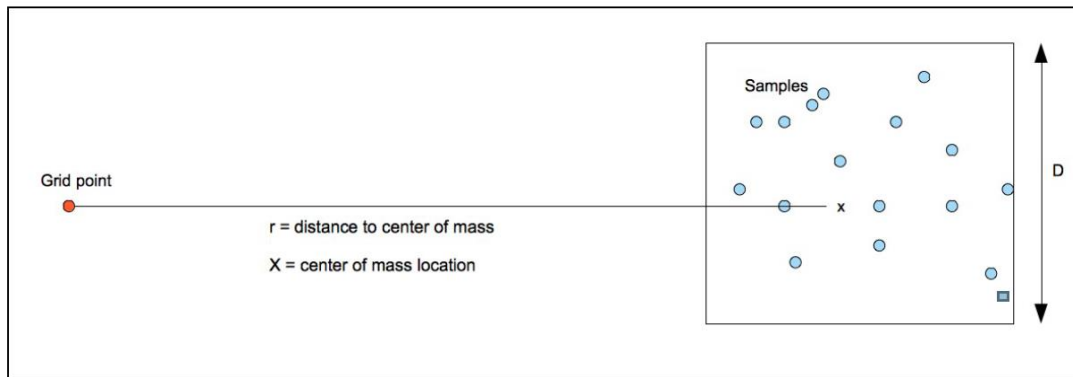 Samples
D
Grid point
x
r = distance to center of mass
X = center of mass location